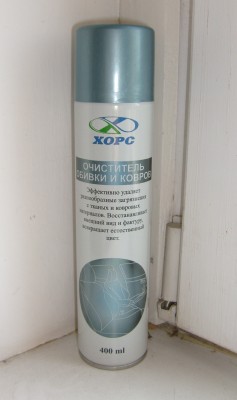 ХОРС
ОЧИСТИТЕЛЬ
ОБИВКИ И КОВРОВ
Эффективно удаляет
разнообразные загрязнения
с тканых и ковровых
материалов. Восстанавливает
внешний вид и фактуру,
возвращает естественный
цвет.
400 ml